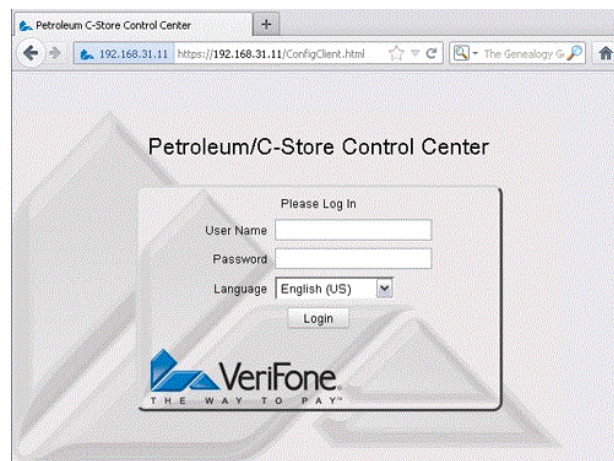 Petroleum C-Store Control Center
192.168.31.11 https://192.168.31.11/ConfigClient.html The Genealogy G
Petroleum/C-Store Control Center
Please Log In
User Name
Password
Language English (US)
Login
VeriFone.
THE WAY TO PAY™